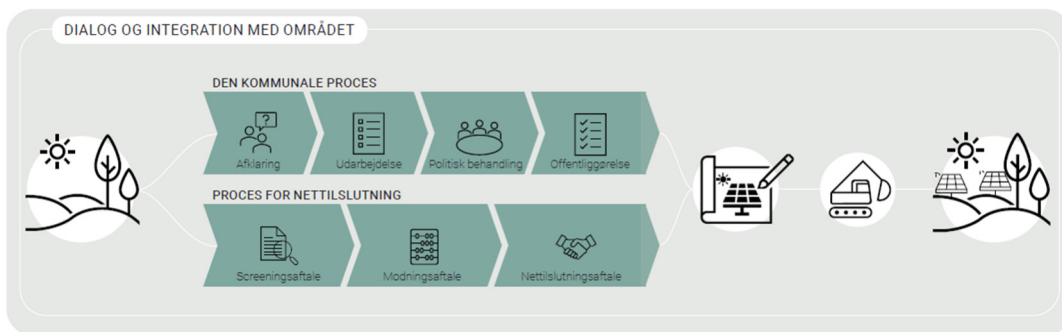 DIALOG OG INTEGRATION MED OMRÅDET
DEN KOMMUNALE PROCES
Afklaring
Udarbejdelse
Politisk behandling
Offentliggørelse
PROCES FOR NETTILSLUTNING
Screeningsaftale
Modningsaftale
Nettilslutningsaftale